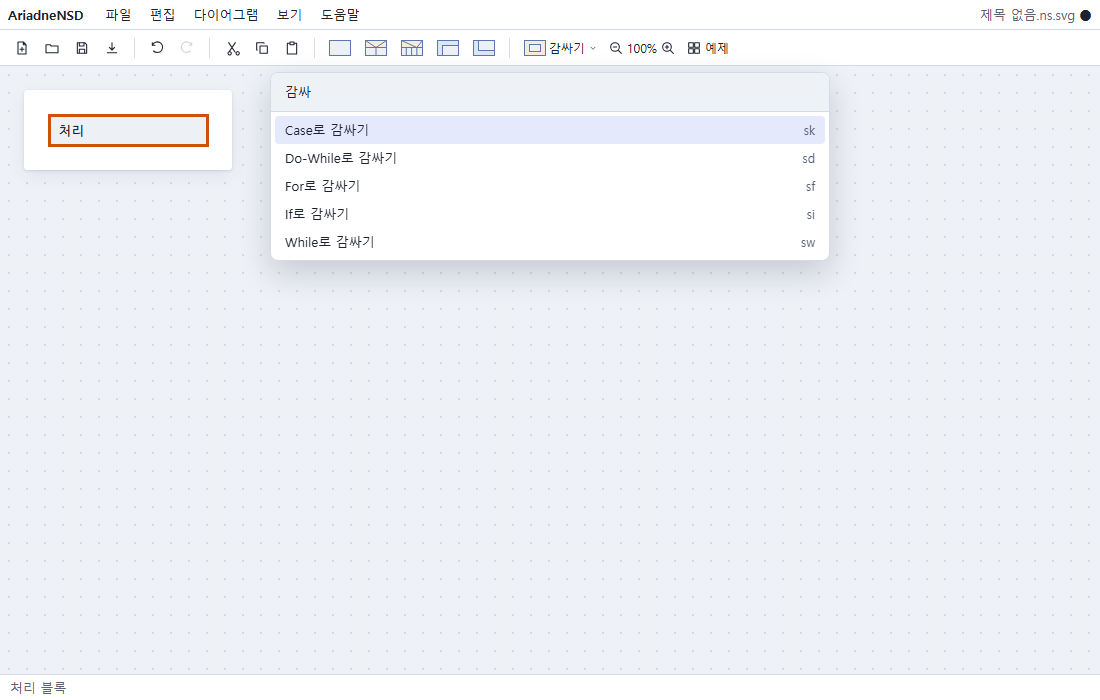 AriadneNSD 파일 편집 다이어그램 보기 도움말 제목 없음.ns.svg
감싸기 100% 예제
감싸
처리
Case로 감싸기 sk
Do-While로 감싸기 sd
For로 감싸기 sf
If로 감싸기 si
While로 감싸기 sw
처리 블록